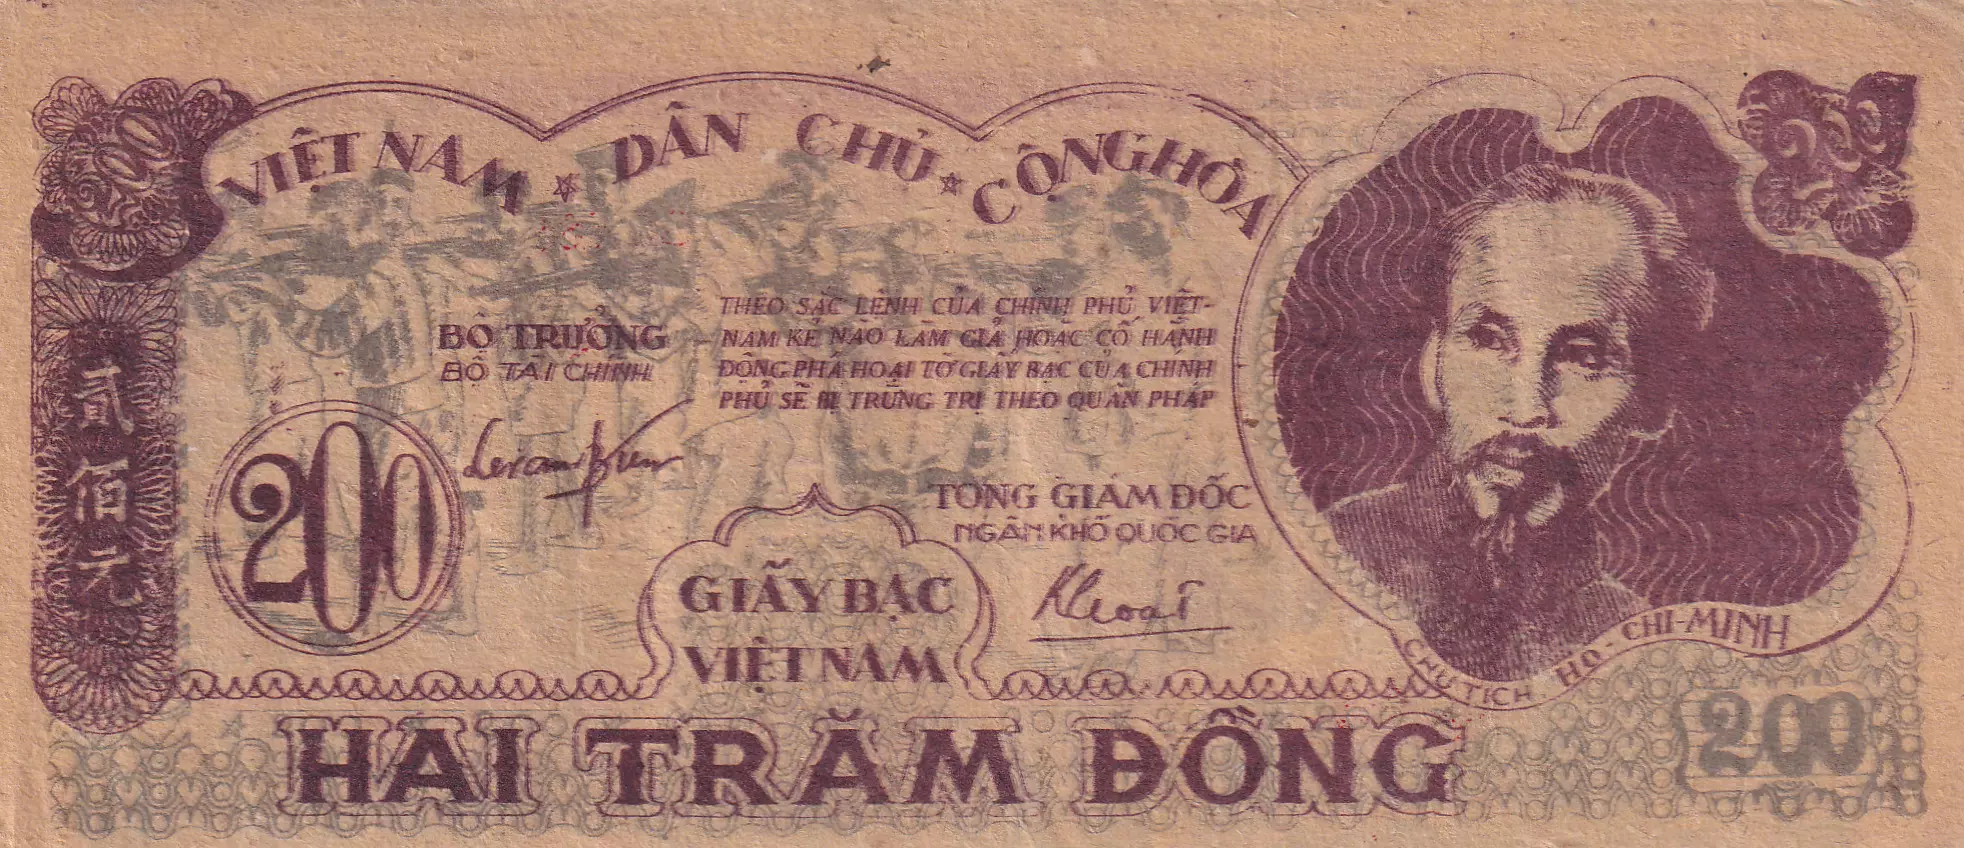 VIỆT NAM ★ DÂN CHỦ ★ CỘNG HÒA
貳佰元
BỘ TRƯỞNG
BỘ TÀI CHÍNH
THEO SẮC LỆNH CỦA CHÍNH PHỦ VIỆT-
NAM KẺ NÀO LÀM GIẢ HOẶC CỐ HÀNH
ĐỘNG PHÁ HOẠI TỜ GIẤY BẠC CỦA CHÍNH
PHỦ SẼ BỊ TRỪNG TRỊ THEO QUÂN PHÁP
200
TỔNG GIÁM ĐỐC
NGÂN KHỐ QUỐC GIA
Khoat
GIẤY BẠC
VIỆT NAM
CHỦ TỊCH HỒ-CHI-MINH
HAI TRĂM ĐỒNG
200